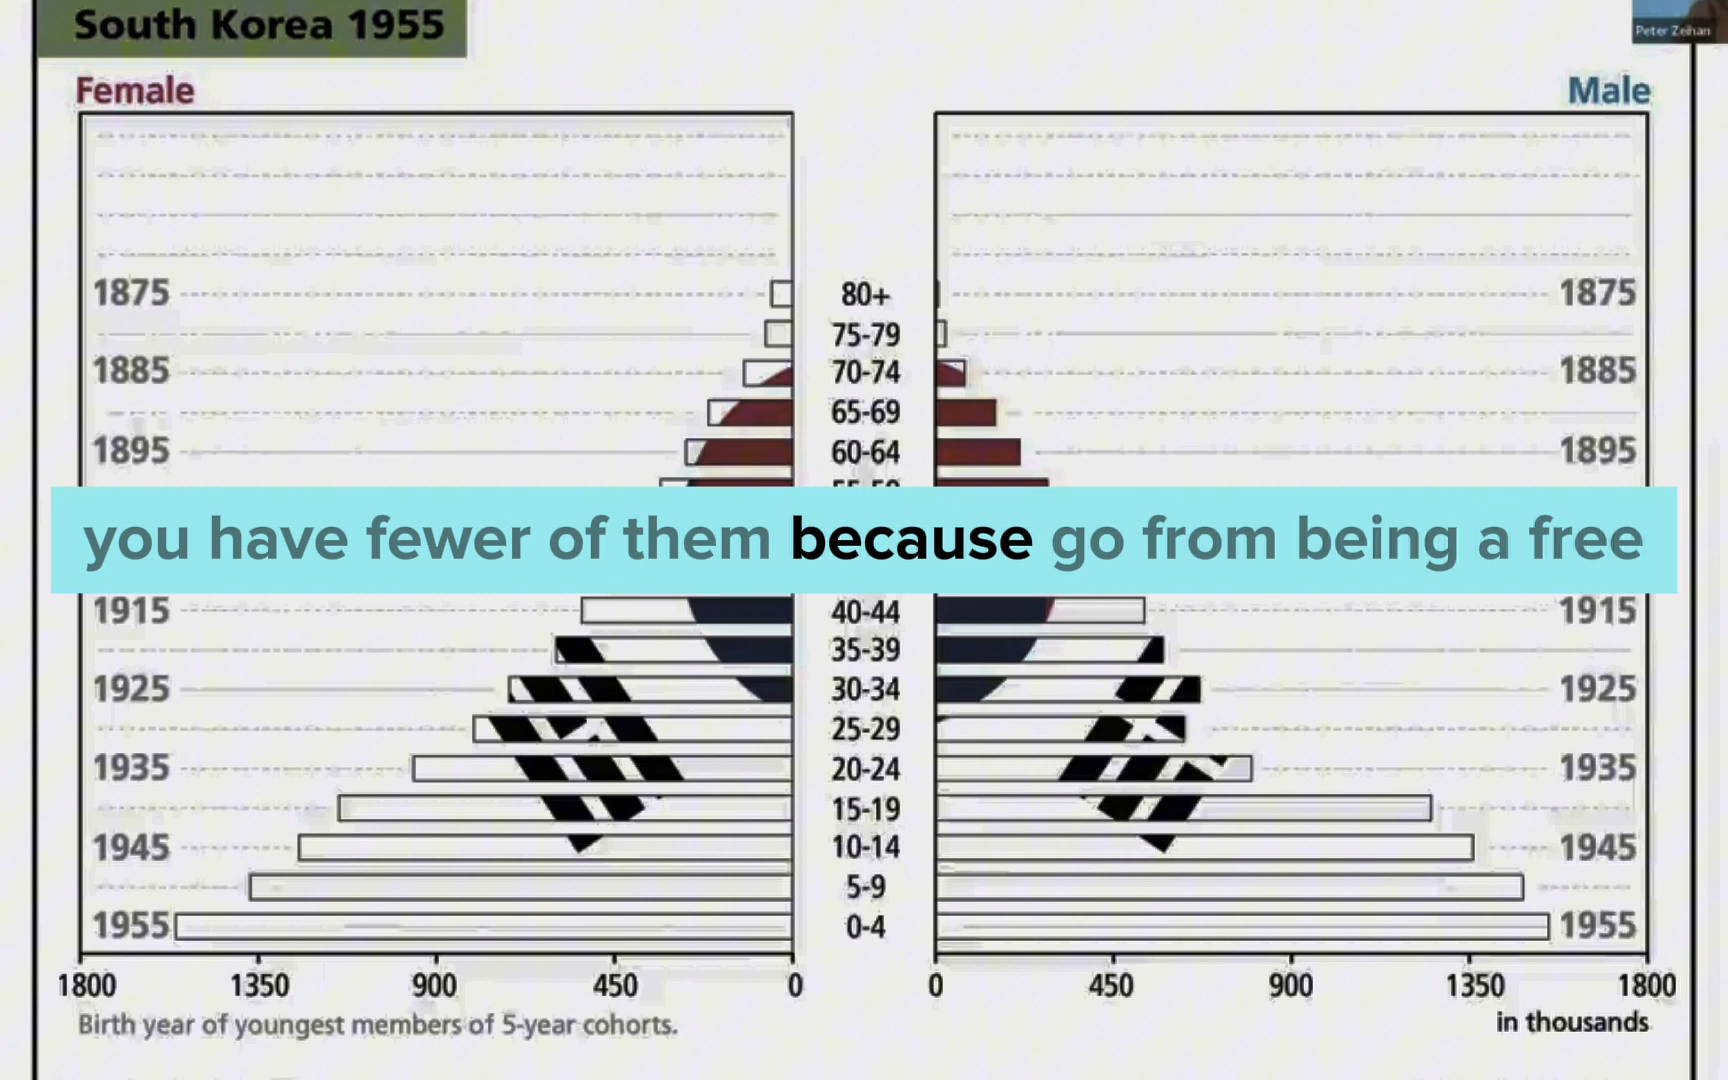 South Korea 1955
Peter Zeihan
Female
Male
1875 80+ 1875
75-79
1885 70-74 1885
65-69
1895 60-64 1895
you have fewer of them because go from being a free
1915 40-44 1915
35-39
1925 30-34 1925
25-29
1935 20-24 1935
15-19
1945 10-14 1945
5-9
1955 0-4 1955
1800 1350 900 450 0 0 450 900 1350 1800
Birth year of youngest members of 5-year cohorts.
in thousands